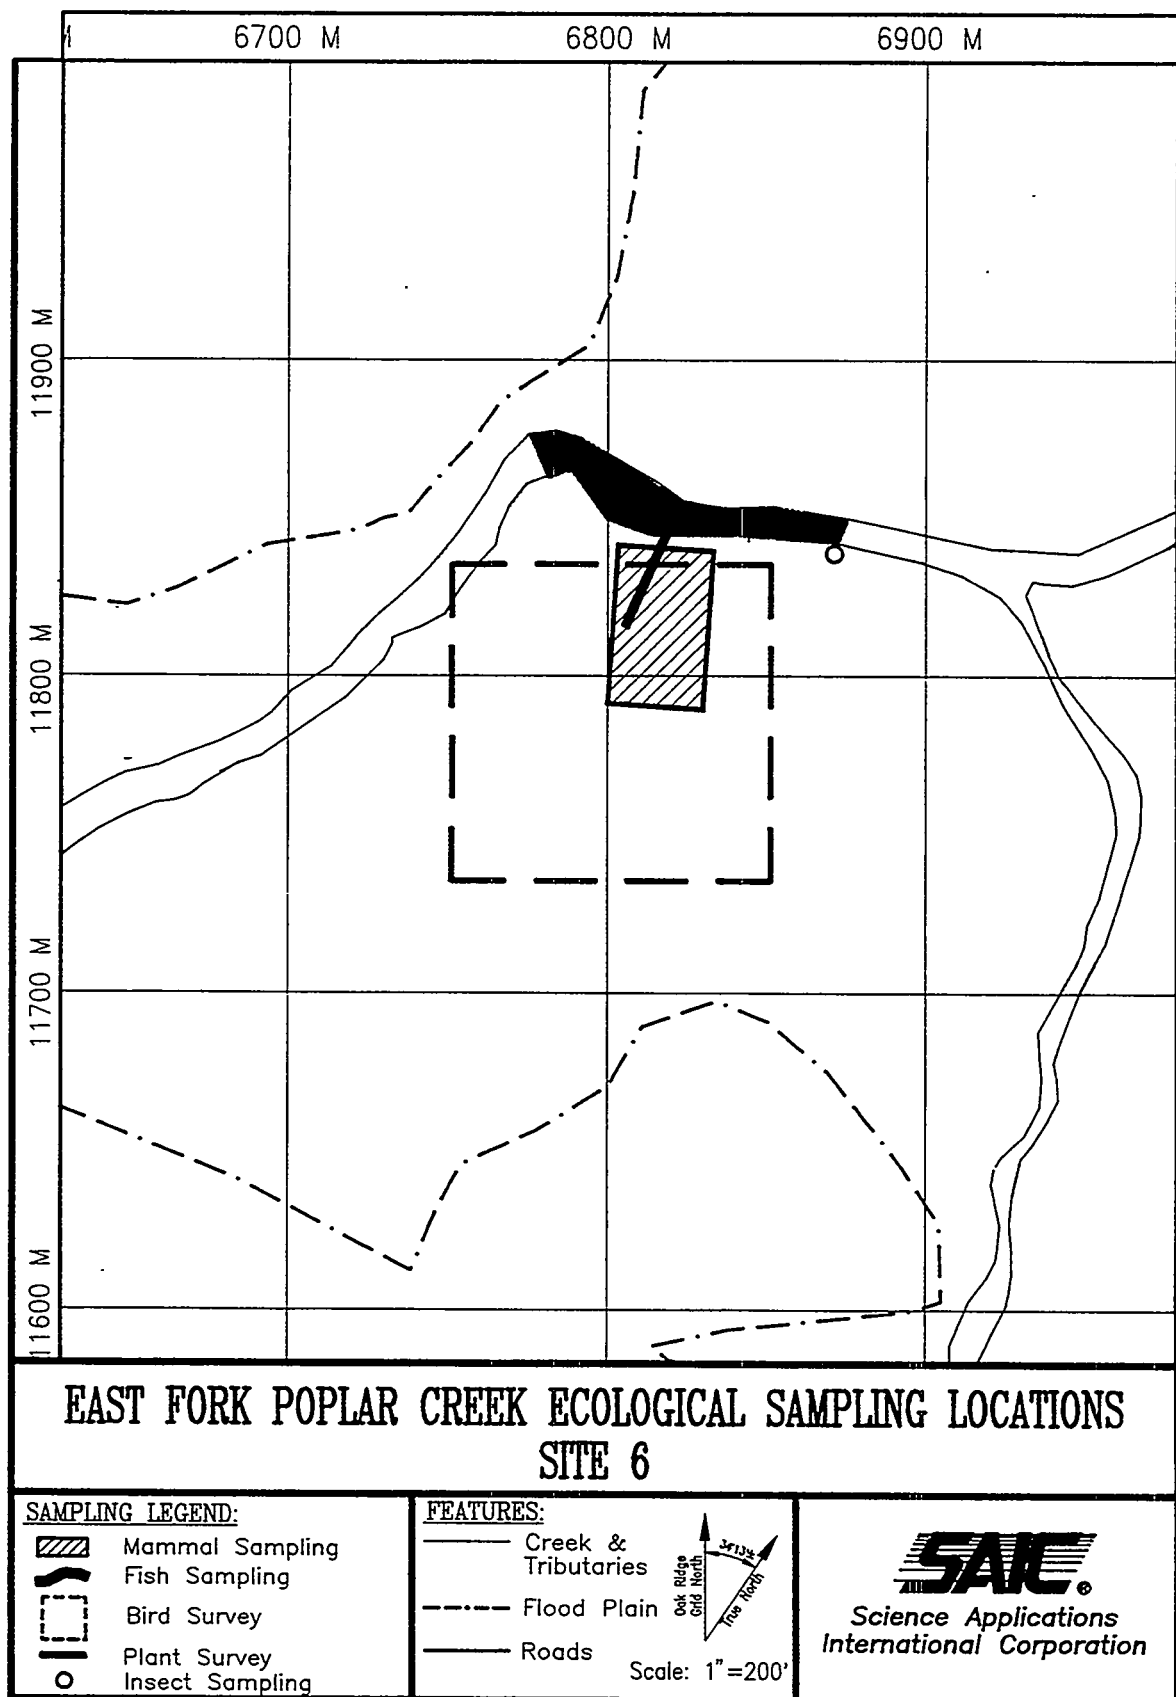 M
6700 M
6800 M
6900 M
11900 M
11800 M
11700 M
11600 M
EAST FORK POPLAR CREEK ECOLOGICAL SAMPLING LOCATIONS
SITE 6
SAMPLING LEGEND:
Mammal Sampling
Fish Sampling
Bird Survey
Plant Survey
Insect Sampling
FEATURES:
Creek &
Tributaries
Flood Plain
Roads
Oak Ridge
Grid North
True North
Scale: 1"=200'
SAIC®
Science Applications
International Corporation